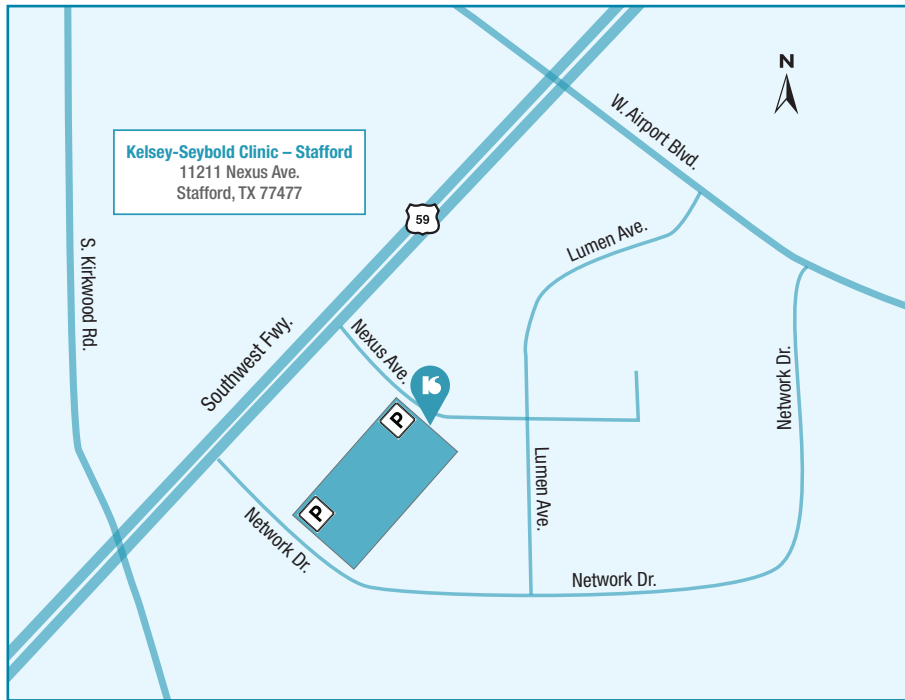 N
W. Airport Blvd.
Kelsey-Seybold Clinic – Stafford
11211 Nexus Ave.
Stafford, TX 77477
59
Lumen Ave.
S. Kirkwood Rd.
Southwest Fwy.
Nexus Ave.
Network Dr.
P
Lumen Ave.
P
Network Dr.
Network Dr.